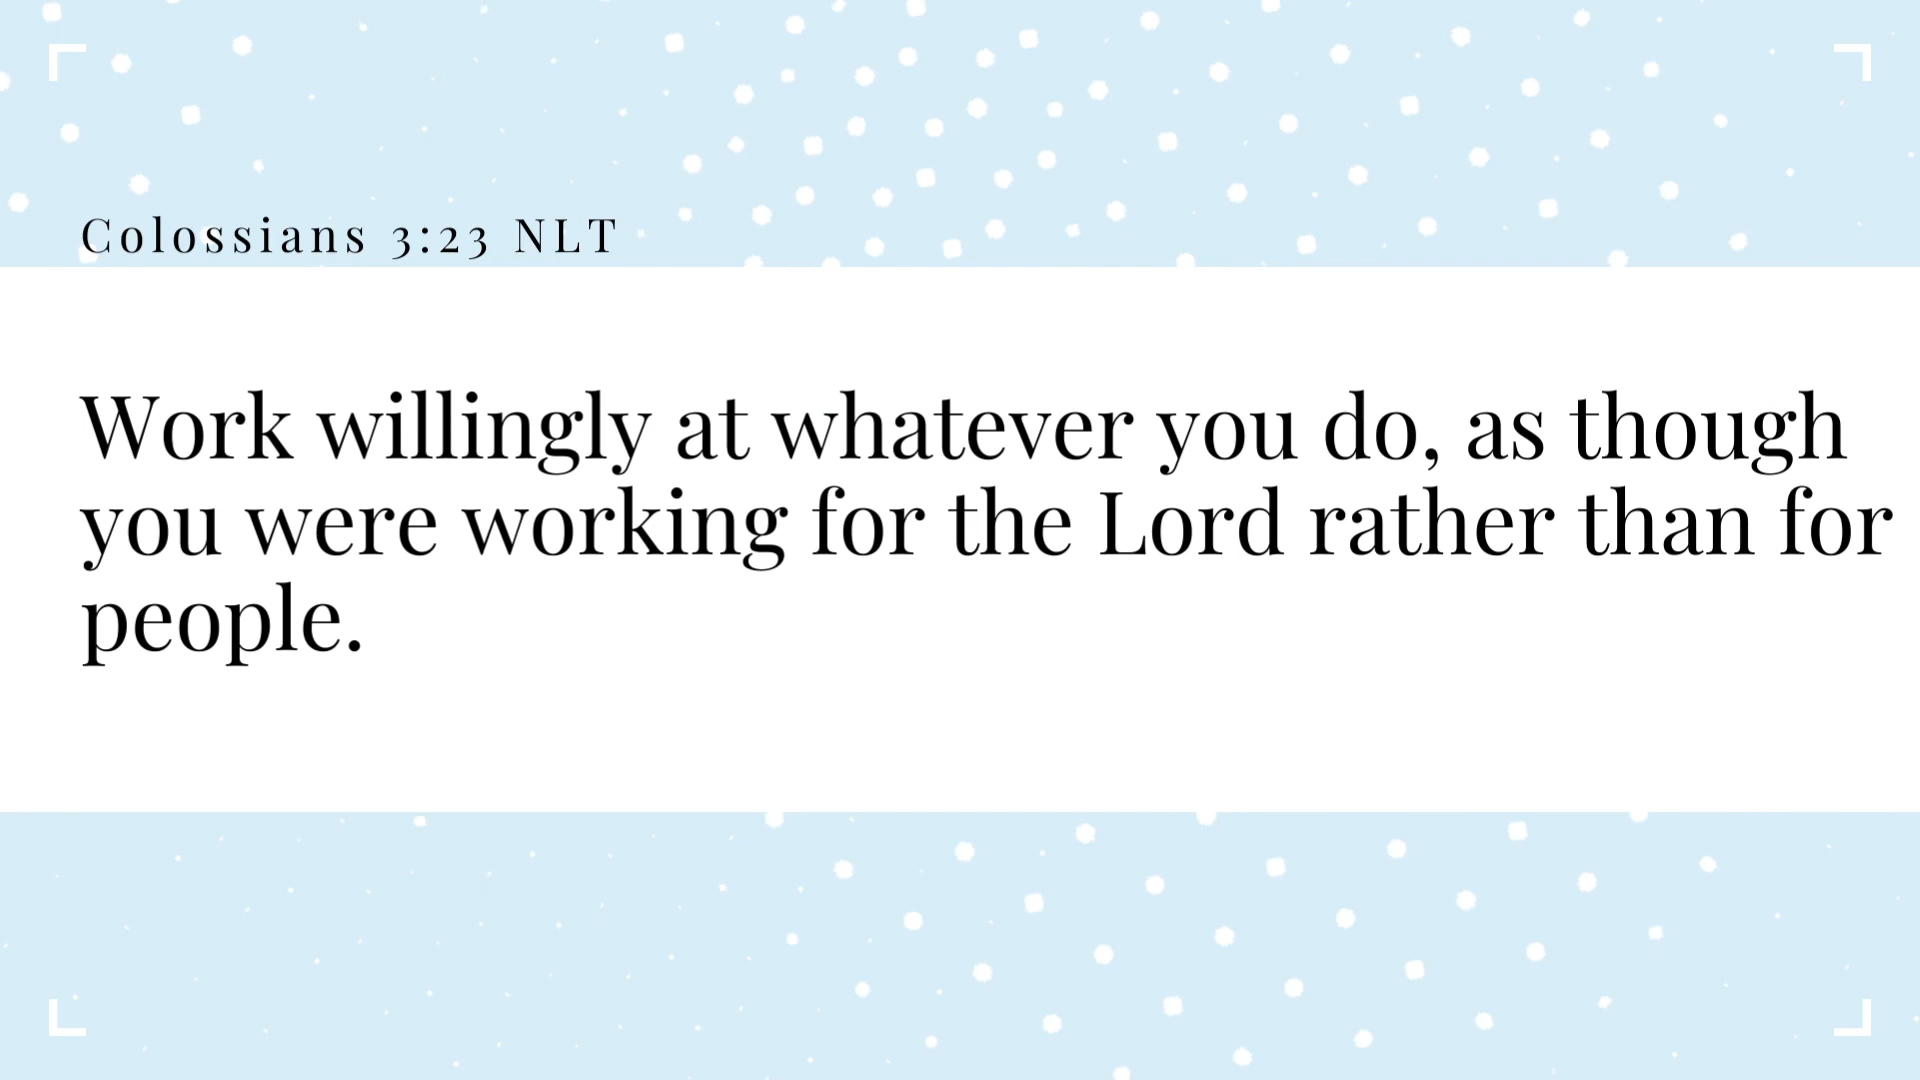 Colossians 3:23 NLT
Work willingly at whatever you do, as though
you were working for the Lord rather than for
people.